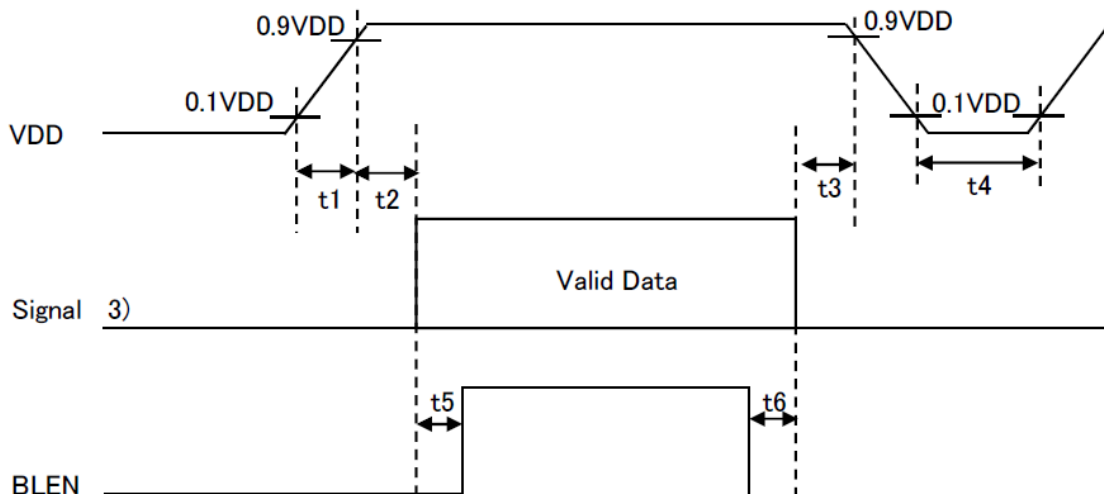 0.9VDD
0.9VDD
0.1VDD
0.1VDD
VDD
t1
t2
t3
t4
Valid Data
Signal 3)
t5
t6
BLEN